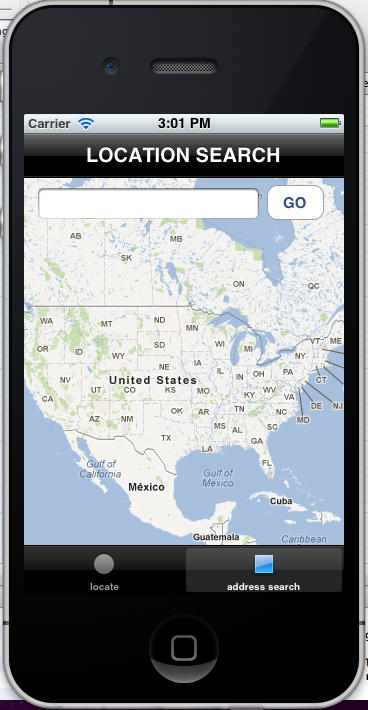 Carrier 3:01 PM
LOCATION SEARCH
GO
AB
MB
SK
ON
QC
WA
MT
ND
MN
OR
ID
WY
SD
WI
MI
VT
ME
NY
NE
IA
IL
IN
OH
PA
CT
NV
UT
CO
KS
MO
KY
WV
VA
MD
DE
NJ
United States
CA
AZ
NM
OK
AR
TN
NC
MS
AL
SC
TX
LA
GA
FL
Gulf of
California
México
Gulf of
Mexico
Cuba
Guatemala
Caribbean
locate
address search